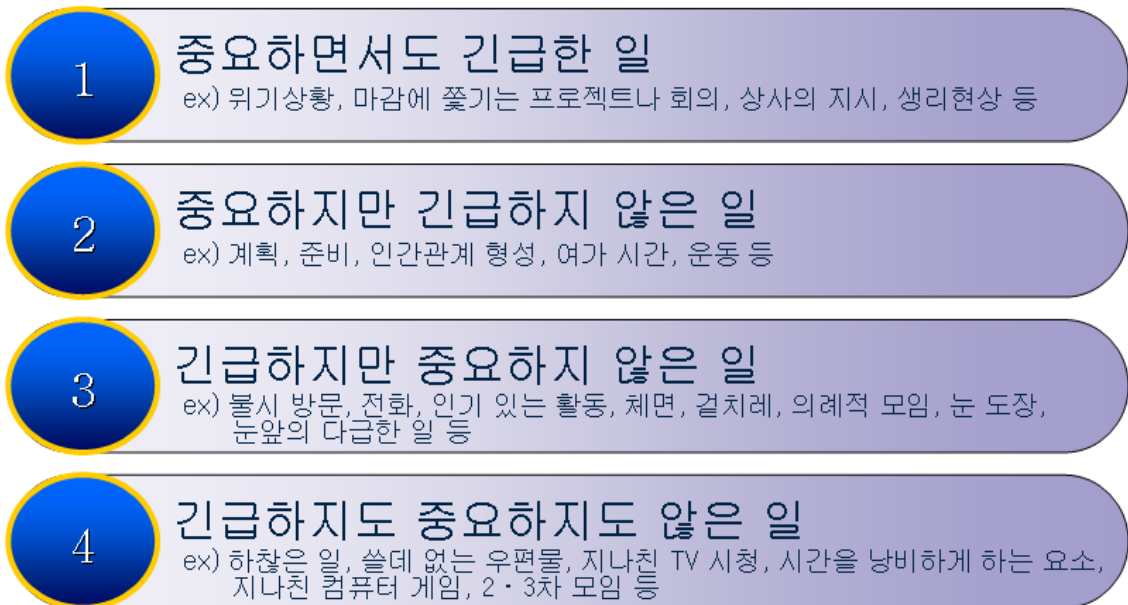 1
중요하면서도 긴급한 일
ex) 위기상황, 마감에 쫓기는 프로젝트나 회의, 상사의 지시, 생리현상 등
2
중요하지만 긴급하지 않은 일
ex) 계획, 준비, 인간관계 형성, 여가 시간, 운동 등
3
긴급하지만 중요하지 않은 일
ex) 불시 방문, 전화, 인기 있는 활동, 체면, 겉치레, 의례적 모임, 눈 도장,
눈앞의 다급한 일 등
4
긴급하지도 중요하지도 않은 일
ex) 하찮은 일, 쓸데 없는 우편물, 지나친 TV 시청, 시간을 낭비하게 하는 요소,
지나친 컴퓨터 게임, 2·3차 모임 등